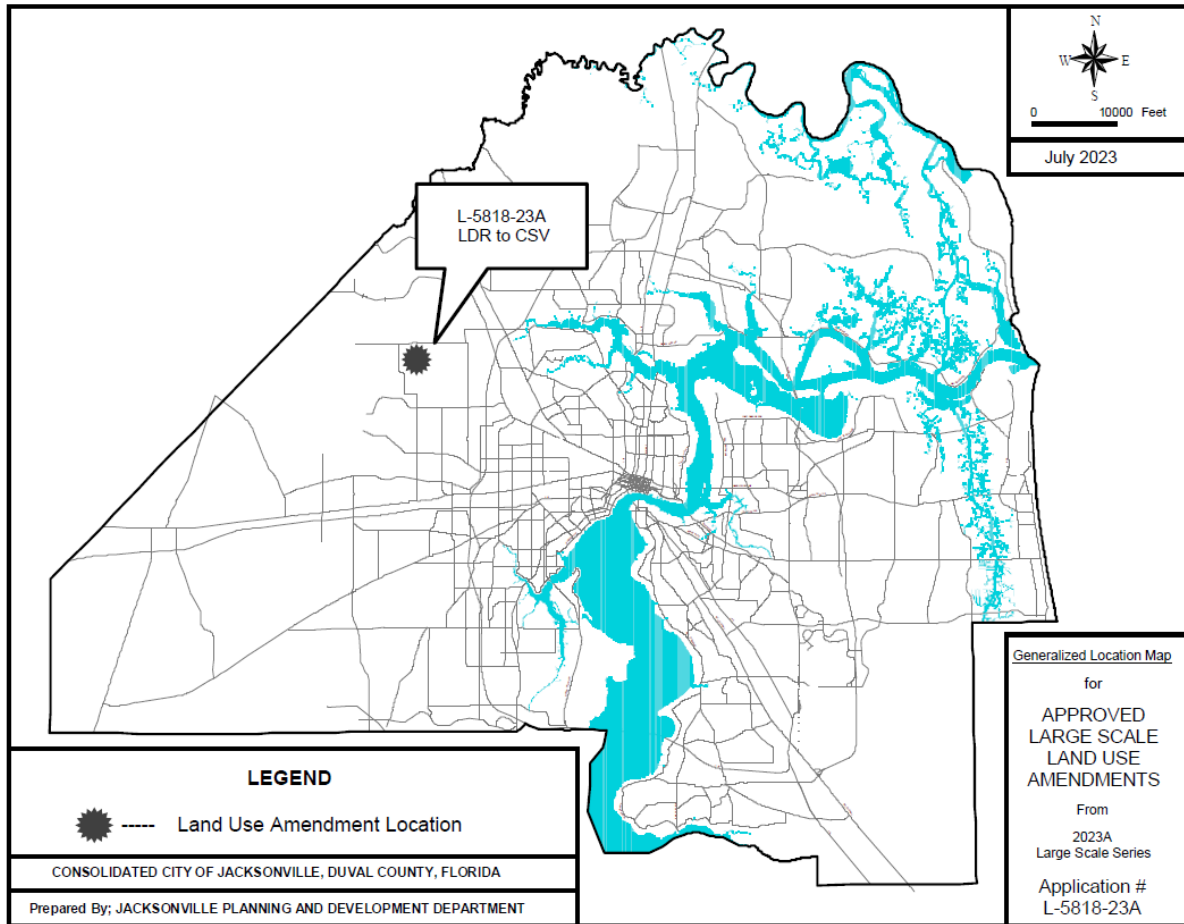 N
W E
S
0 10000 Feet
July 2023
L-5818-23A
LDR to CSV
Generalized Location Map
for
APPROVED
LARGE SCALE
LAND USE
AMENDMENTS
From
2023A
Large Scale Series
Application #
L-5818-23A
LEGEND
----- Land Use Amendment Location
CONSOLIDATED CITY OF JACKSONVILLE, DUVAL COUNTY, FLORIDA
Prepared By; JACKSONVILLE PLANNING AND DEVELOPMENT DEPARTMENT